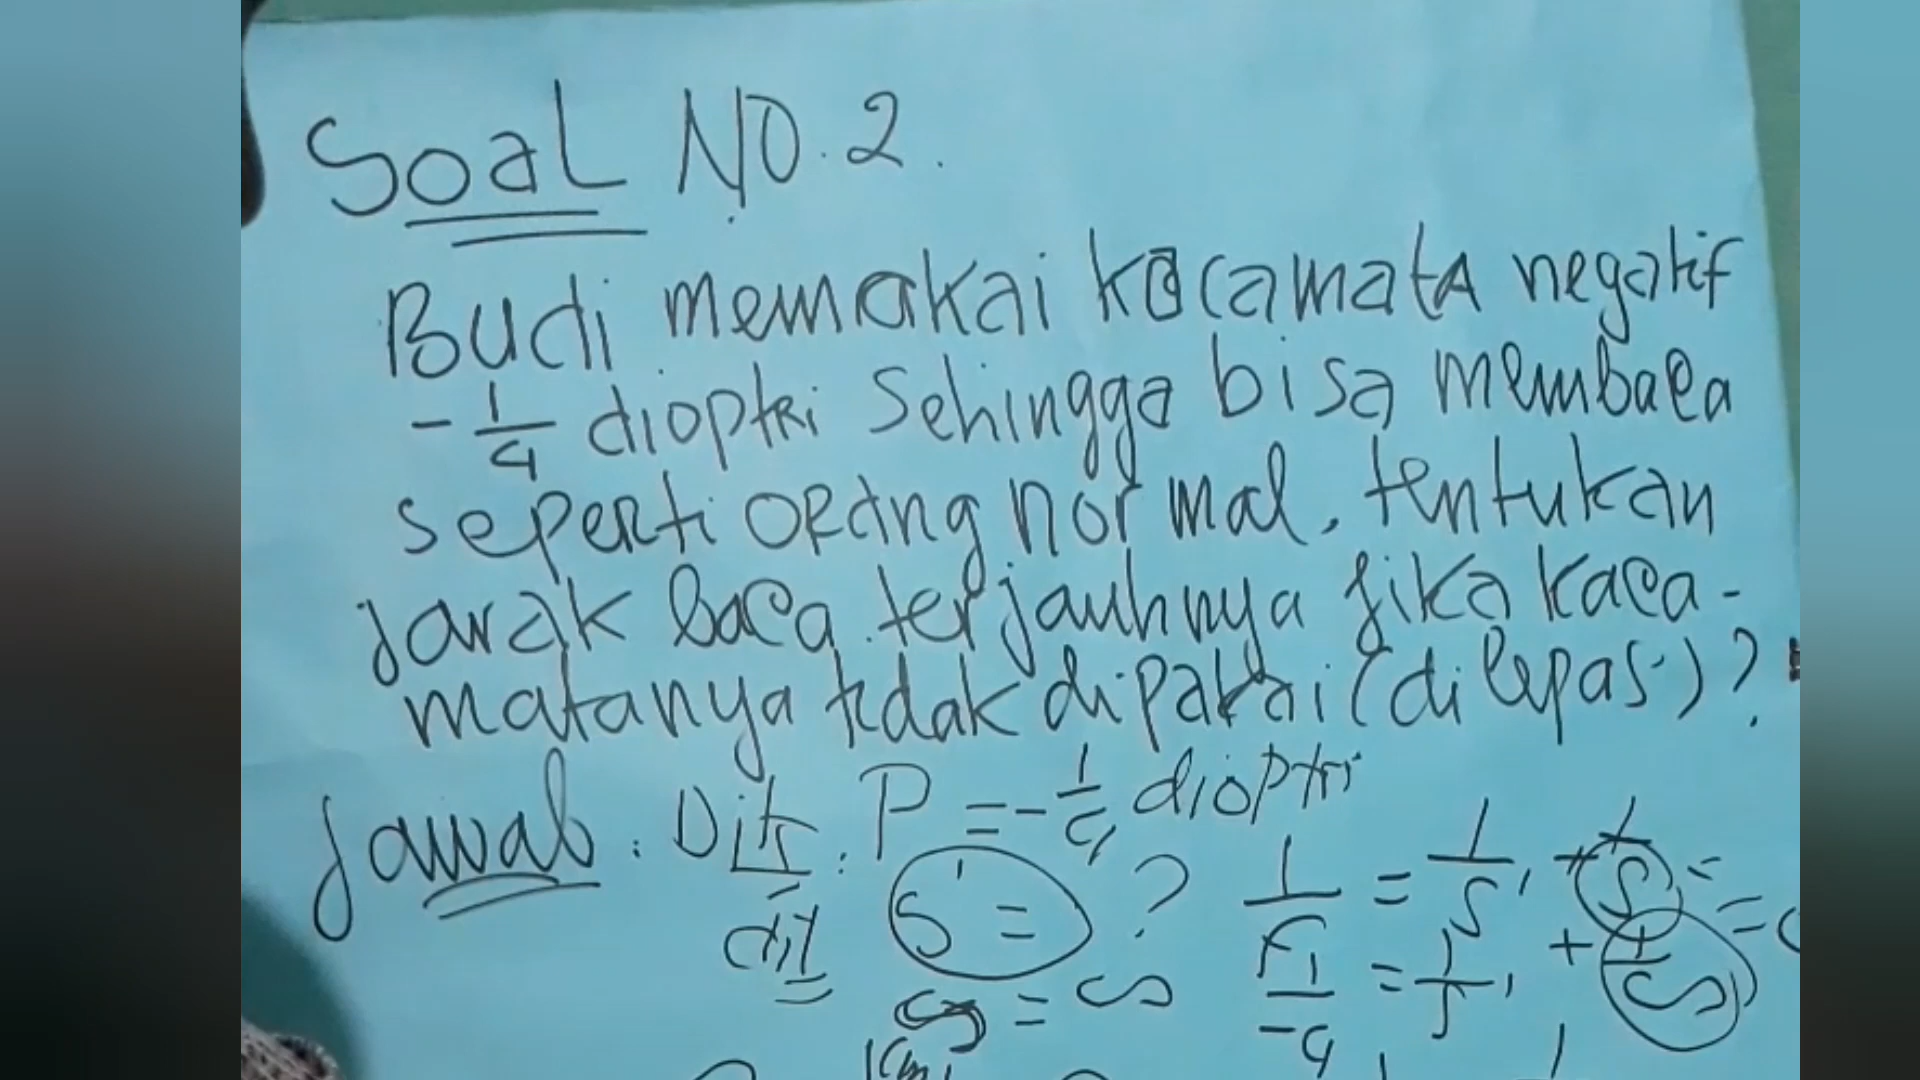 Soal NO. 2.
Budi memakai kacamata negatif
- 1/4 dioptri sehingga bisa membaca
seperti orang normal. tentukan
jarak baca terjauhnya jika kaca-
matanya tidak dipakai (dilepas)?
Jawab: Dik: P = - 1/4 dioptri
dit S' = ? 1/F = 1/S' + 1/S
S = ∞ 1/-4 = 1/S' + 1/∞